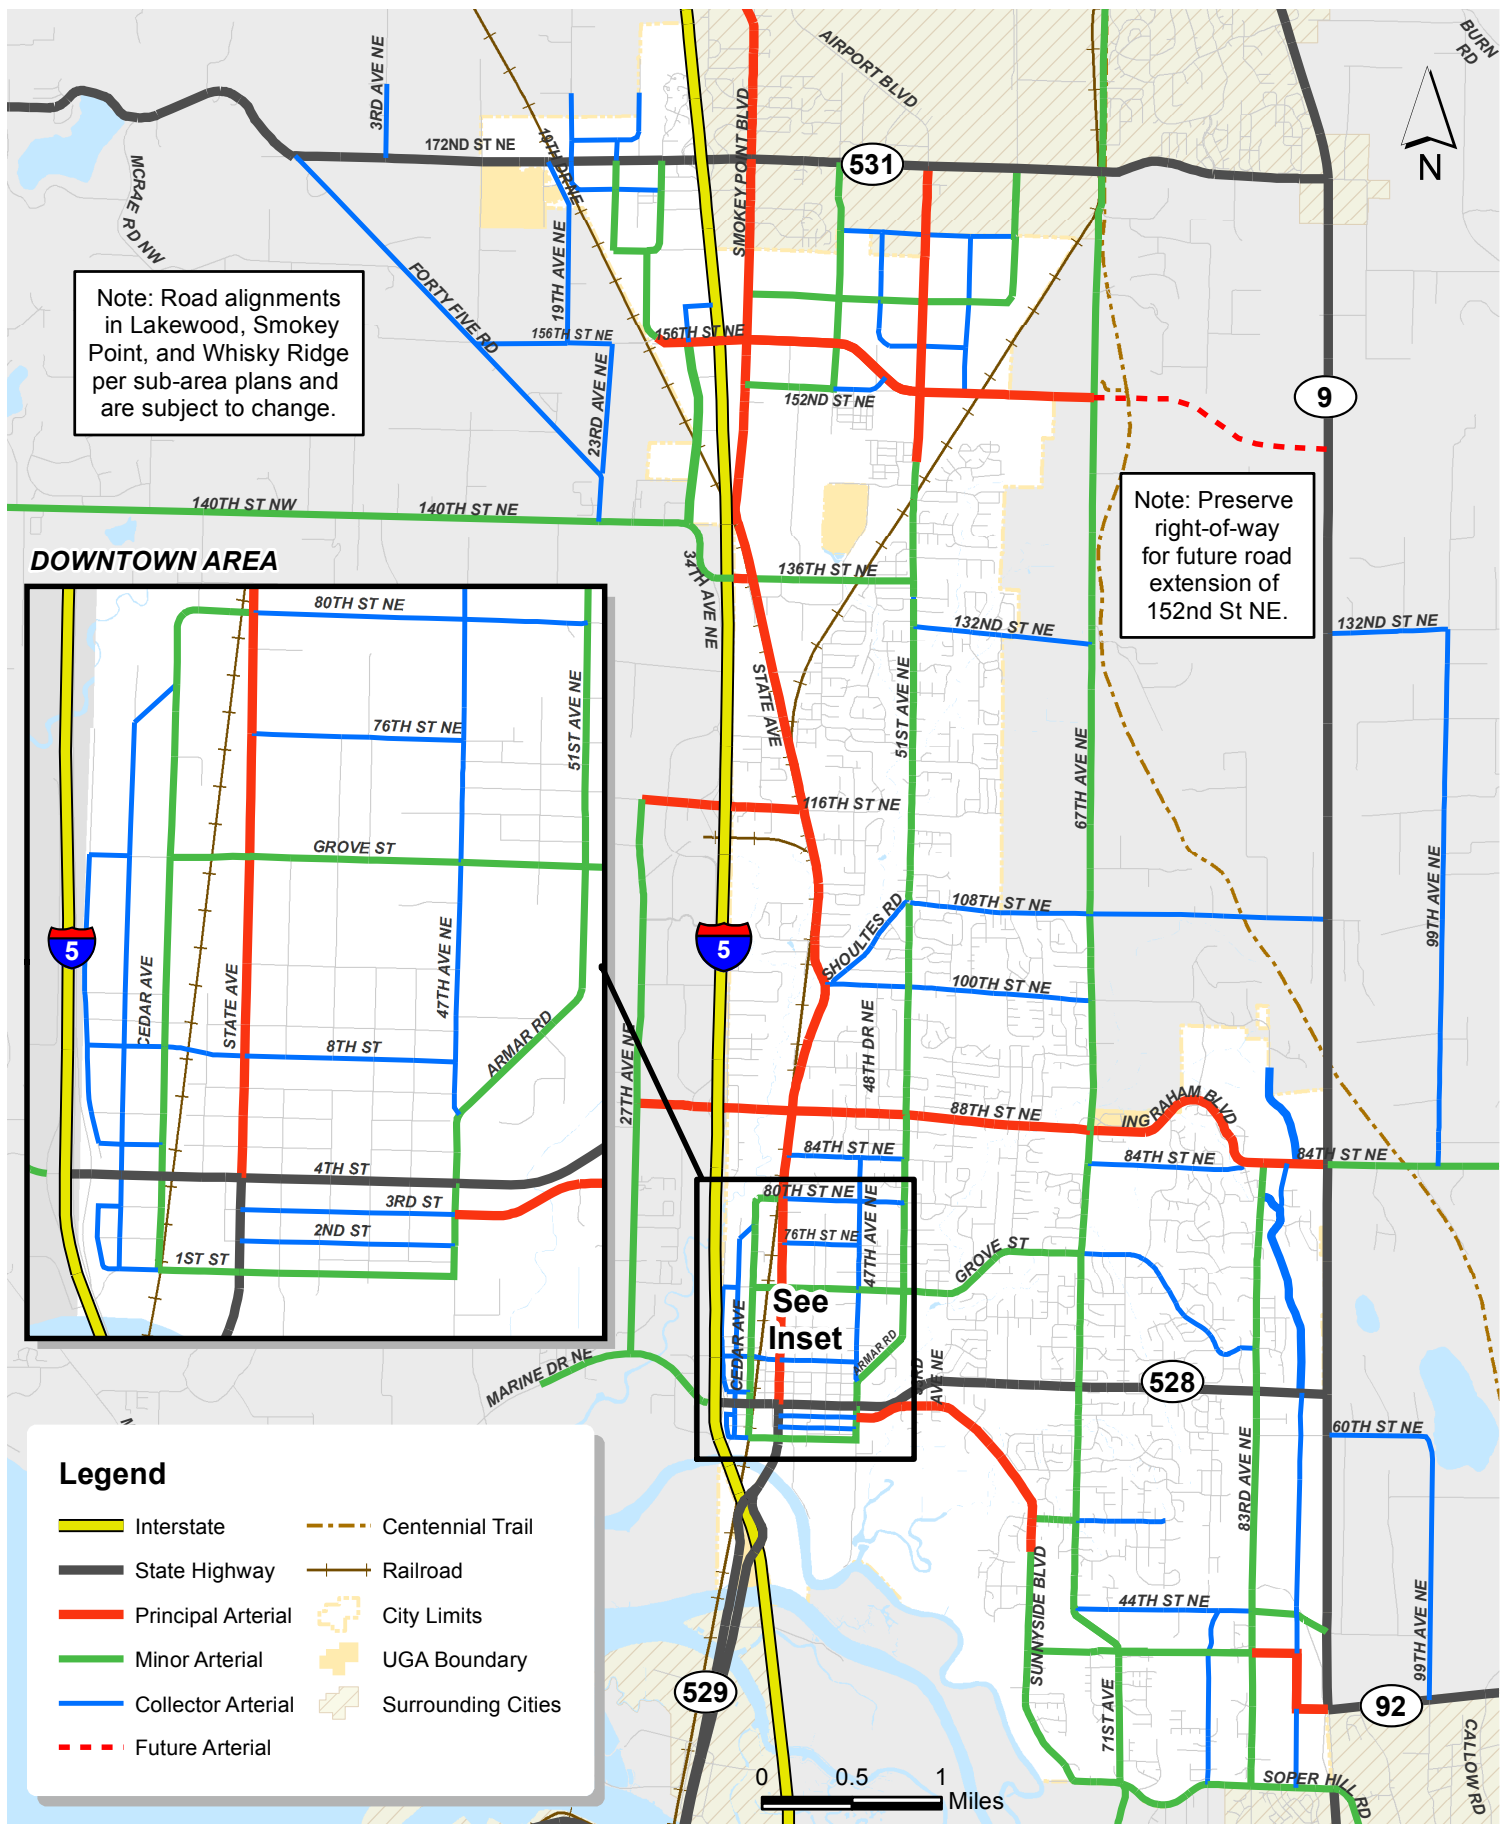 BURN
RD
AIRPORT BLVD
3RD AVE NE
SMOKEY POINT BLVD
172ND ST NE
19TH DR NE
531
N
MCRAE RD NW
19TH AVE NE
FORTY FIVE RD
Note: Road alignments
in Lakewood, Smokey
Point, and Whisky Ridge
per sub-area plans and
are subject to change.
156TH ST NE
156TH ST NE
23RD AVE NE
152ND ST NE
9
Note: Preserve
right-of-way
for future road
extension of
152nd St NE.
140TH ST NW
140TH ST NE
34TH AVE NE
136TH ST NE
132ND ST NE
132ND ST NE
STATE AVE
51ST AVE NE
67TH AVE NE
116TH ST NE
99TH AVE NE
108TH ST NE
SHOULTES RD
5
100TH ST NE
48TH DR NE
27TH AVE NE
88TH ST NE
INGRAHAM BLVD
84TH ST NE
84TH ST NE
84TH ST NE
80TH ST NE
47TH AVE NE
76TH ST NE
GROVE ST
See
Inset
CEDAR AVE
ARMAR RD
AVE NE
MARINE DR NE
528
60TH ST NE
83RD AVE NE
SUNNYSIDE BLVD
44TH ST NE
99TH AVE NE
71ST AVE
529
92
SOPER HILL RD
CALLOW RD
DOWNTOWN AREA
80TH ST NE
76TH ST NE
51ST AVE NE
GROVE ST
5
CEDAR AVE
STATE AVE
47TH AVE NE
8TH ST
ARMAR RD
4TH ST
3RD ST
2ND ST
1ST ST
Legend
Interstate
State Highway
Principal Arterial
Minor Arterial
Collector Arterial
Future Arterial
Centennial Trail
Railroad
City Limits
UGA Boundary
Surrounding Cities
0 0.5 1
Miles